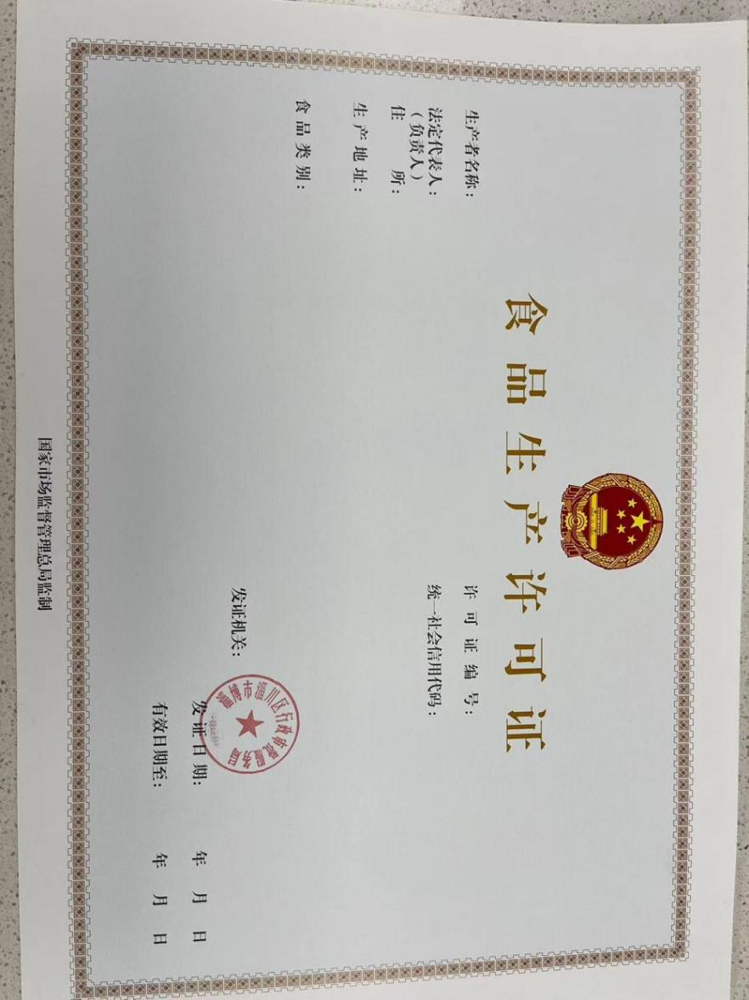 食品生产许可证
生产者名称：
许可证编号：
法定代表人：
（负责人）
统一社会信用代码：
住所：
生产地址：
食品类别：
发证机关：
淄博市淄川区行政审批服务局
发证日期： 年 月 日
有效日期至： 年 月 日
国家市场监督管理总局监制